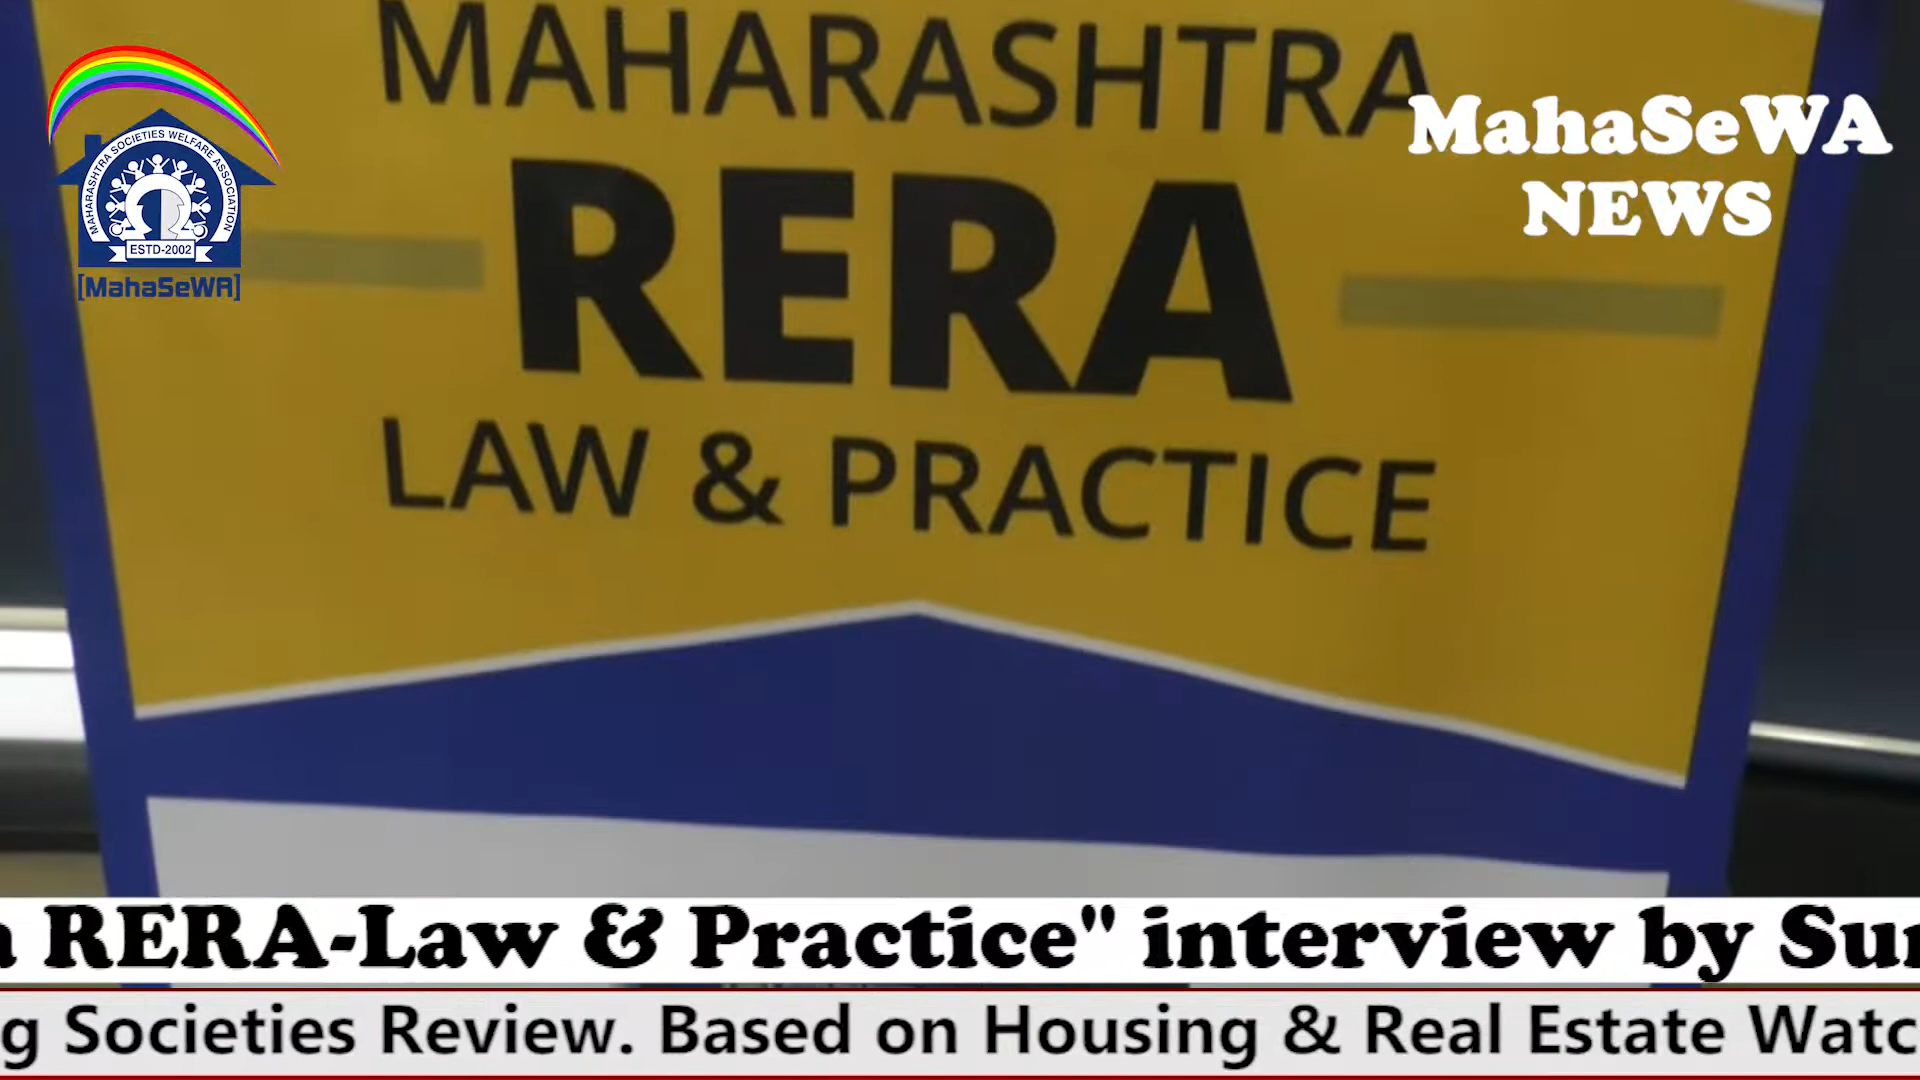 MAHARASHTRA
RERA
LAW & PRACTICE
MahaSeWA
NEWS
MAHARASHTRA SOCIETIES WELFARE ASSOCIATION
ESTD-2002
[MahaSeWA]
RERA-Law & Practice" interview by
Societies Review. Based on Housing & Real Estate